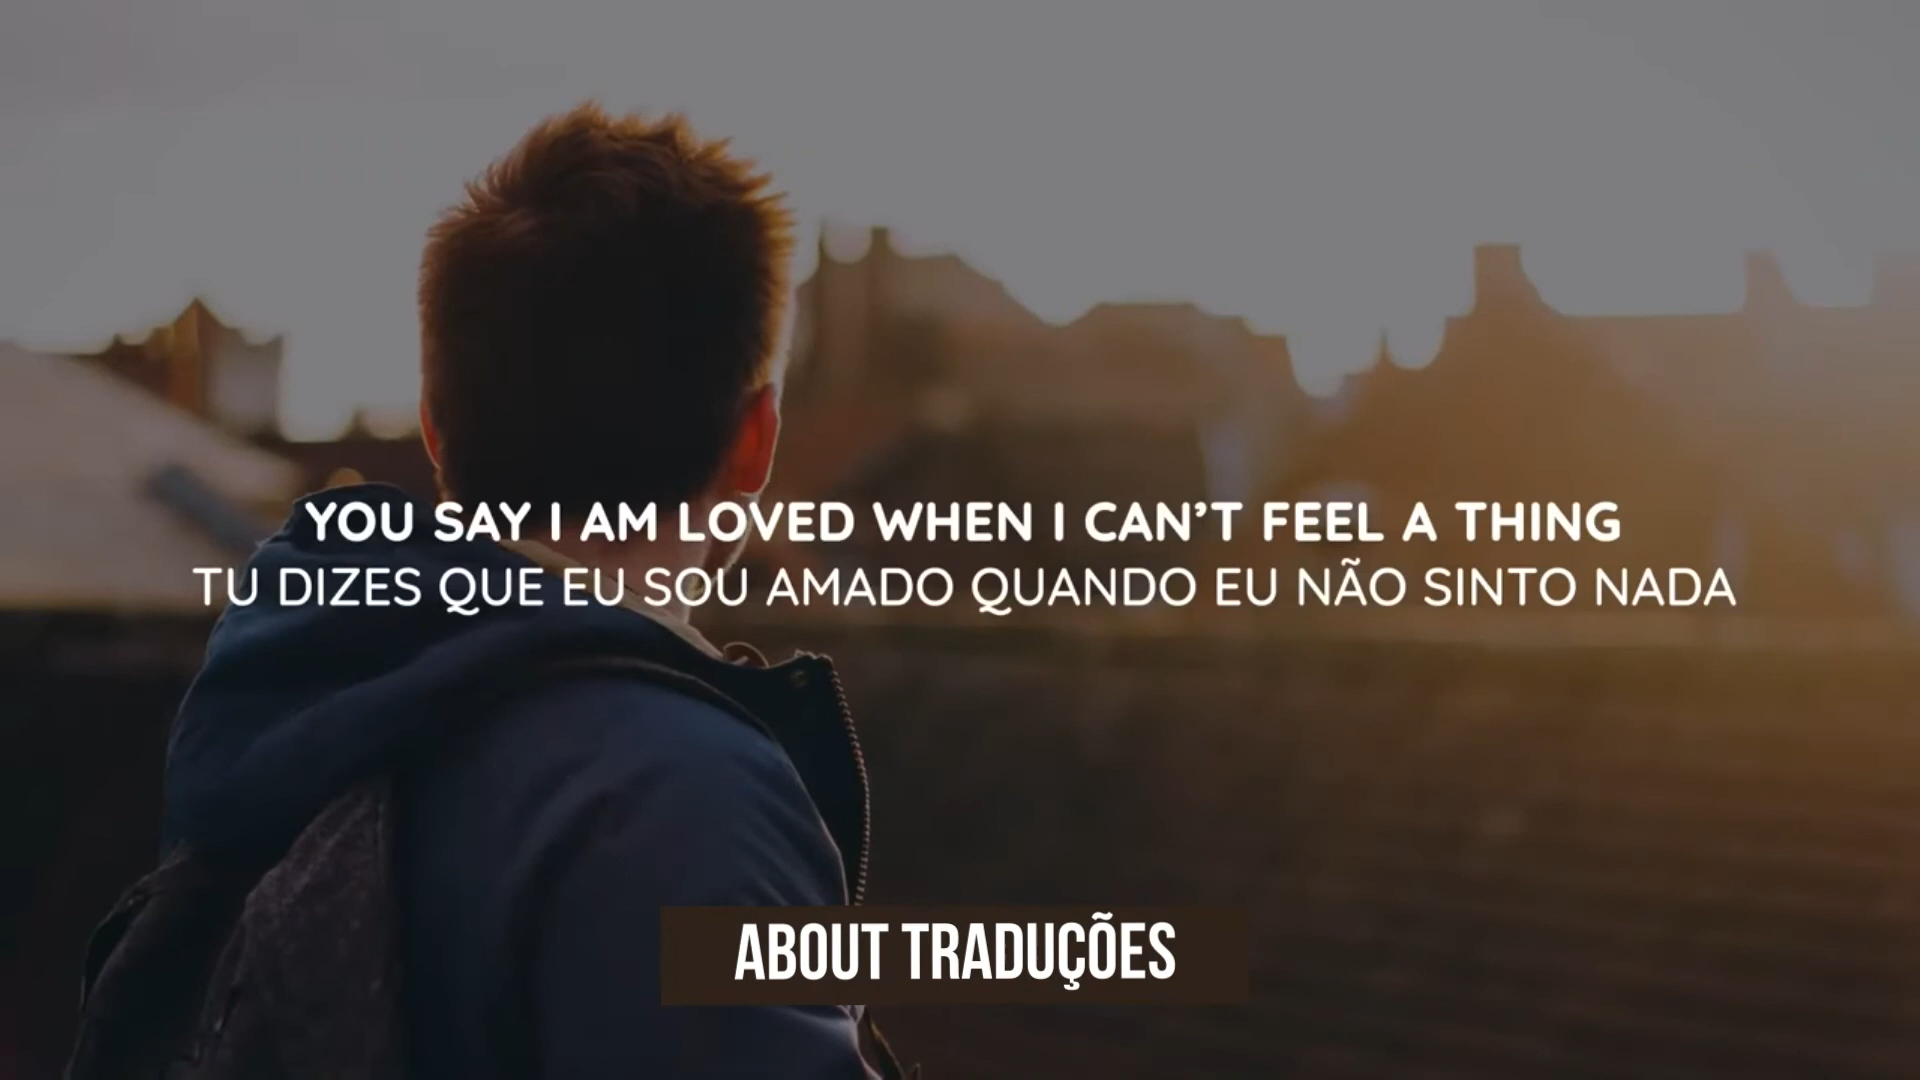 YOU SAY I AM LOVED WHEN I CAN’T FEEL A THING
TU DIZES QUE EU SOU AMADO QUANDO EU NÃO SINTO NADA
ABOUT TRADUÇÕES